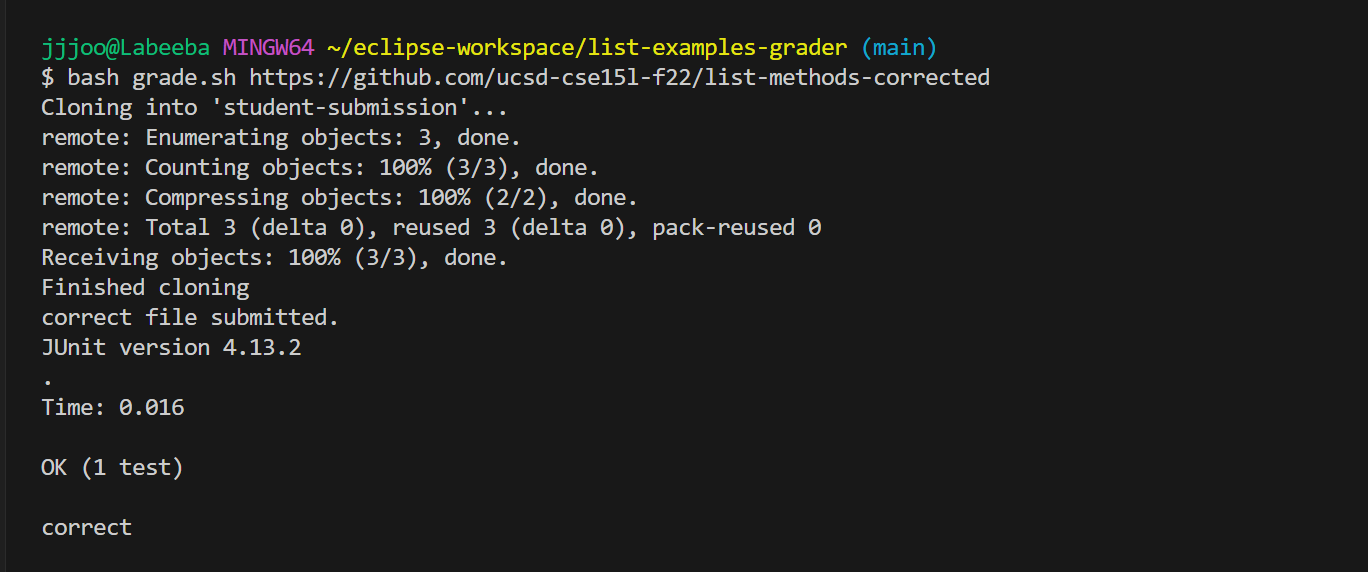 jjjoo@Labeeba MINGW64 ~/eclipse-workspace/list-examples-grader (main)
$ bash grade.sh https://github.com/ucsd-cse15l-f22/list-methods-corrected
Cloning into 'student-submission'...
remote: Enumerating objects: 3, done.
remote: Counting objects: 100% (3/3), done.
remote: Compressing objects: 100% (2/2), done.
remote: Total 3 (delta 0), reused 3 (delta 0), pack-reused 0
Receiving objects: 100% (3/3), done.
Finished cloning
correct file submitted.
JUnit version 4.13.2
.
Time: 0.016
OK (1 test)
correct